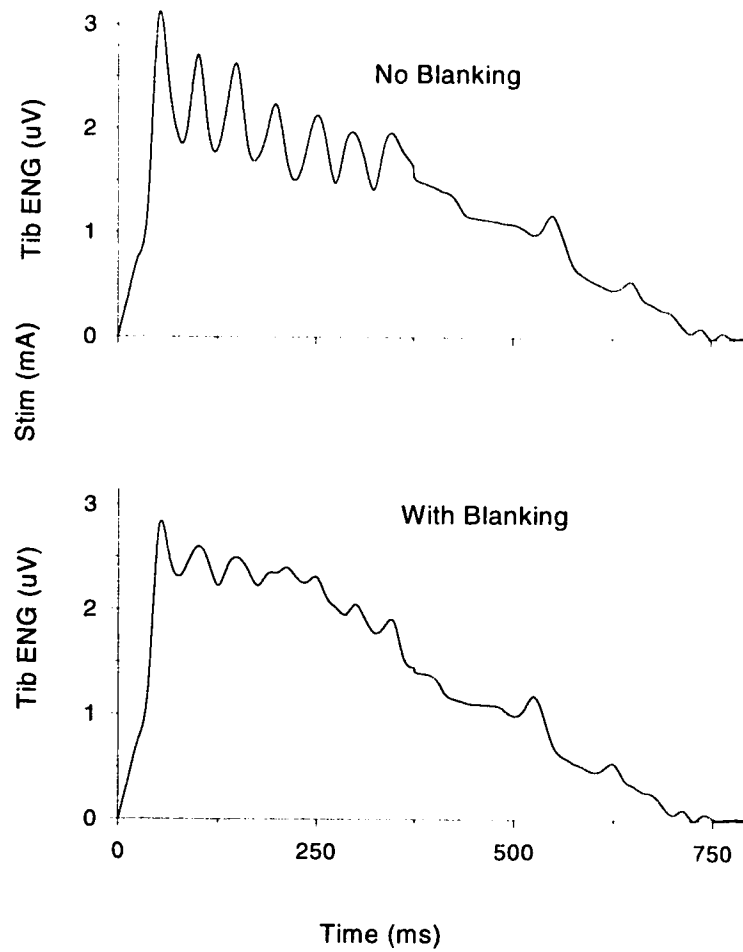 No Blanking
Tib ENG (uV)
3
2
1
0
Stim (mA)
With Blanking
Tib ENG (uV)
3
2
1
0
0 250 500 750
Time (ms)